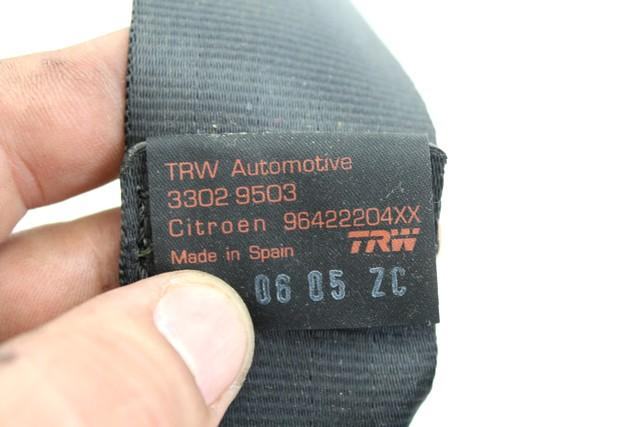 TRW Automotive
3302 9503
Citroen 96422204XX
Made in Spain TRW
06 05 ZC